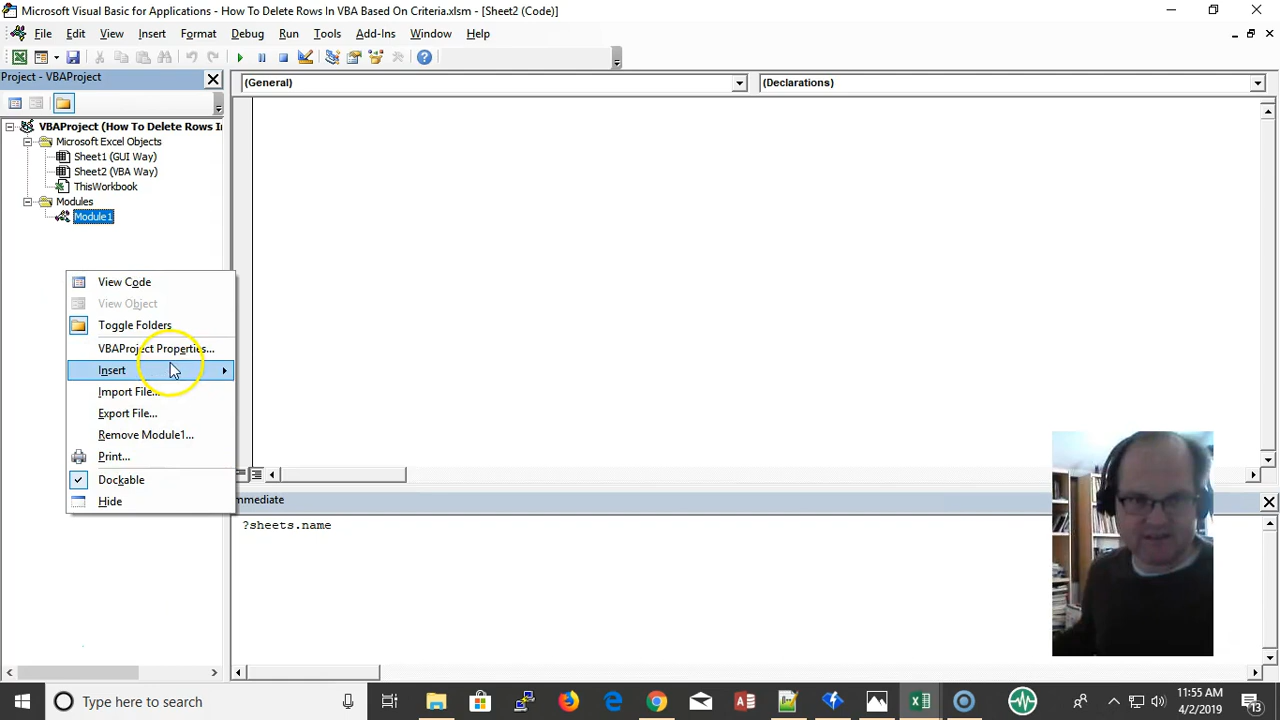 Microsoft Visual Basic for Applications - How To Delete Rows In VBA Based On Criteria.xlsm - [Sheet2 (Code)]
File Edit View Insert Format Debug Run Tools Add-Ins Window Help
Project - VBAProject
(General) (Declarations)
VBAProject (How To Delete Rows I
Microsoft Excel Objects
Sheet1 (GUI Way)
Sheet2 (VBA Way)
ThisWorkbook
Modules
Module1
View Code
View Object
Toggle Folders
VBAProject Properties...
Insert
Import File...
Export File...
Remove Module1...
Print...
Dockable
Hide
mmediate
?sheets.name
Type here to search
11:55 AM
4/2/2019
13